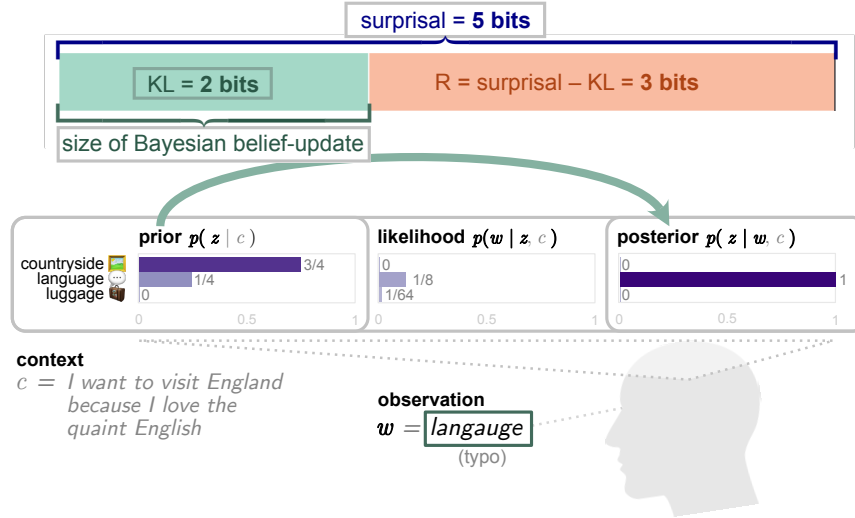 surprisal = 5 bits
KL = 2 bits
R = surprisal – KL = 3 bits
size of Bayesian belief-update
prior p( z | c )
likelihood p(w | z, c )
posterior p( z | w, c )
countryside 3/4 0 0
language 1/4 1/8 1
luggage 0 1/64 0
0 0.5 1 0 0.5 1 0 0.5 1
context
c = I want to visit England
because I love the
quaint English
observation
w = langauge
(typo)